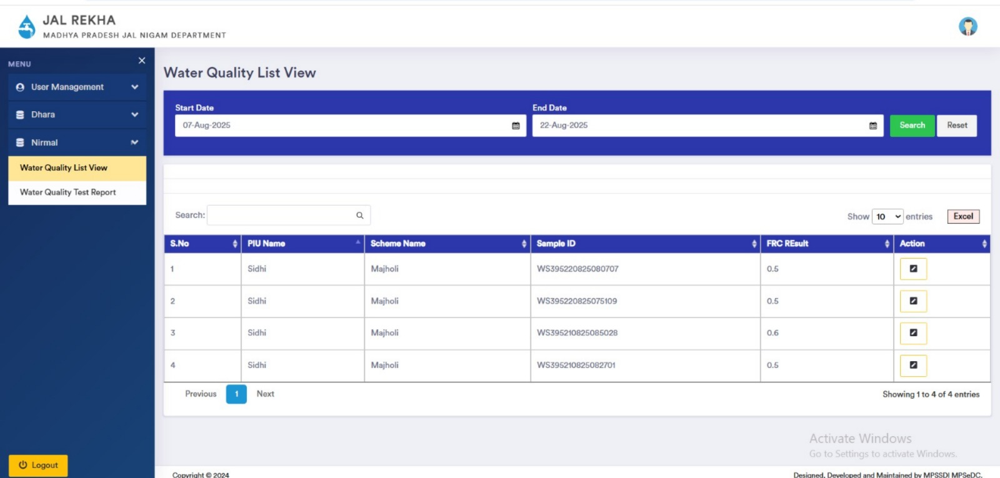 JAL REKHA
MADHYA PRADESH JAL NIGAM DEPARTMENT
MENU
User Management
Dhara
Nirmal
Water Quality List View
Water Quality Test Report
Logout
Water Quality List View
Start Date End Date
07-Aug-2025 22-Aug-2025 Search Reset
Search: Show 10 entries Excel
S.No PIU Name Scheme Name Sample ID FRC REsult Action
1 Sidhi Majholi WS395220825080707 0.5
2 Sidhi Majholi WS395220825075109 0.5
3 Sidhi Majholi WS395210825085028 0.6
4 Sidhi Majholi WS395210825082701 0.5
Previous 1 Next Showing 1 to 4 of 4 entries
Activate Windows
Go to Settings to activate Windows.
Copyright © 2024 Designed, Developed and Maintained by MPSSDI MPSeDC.